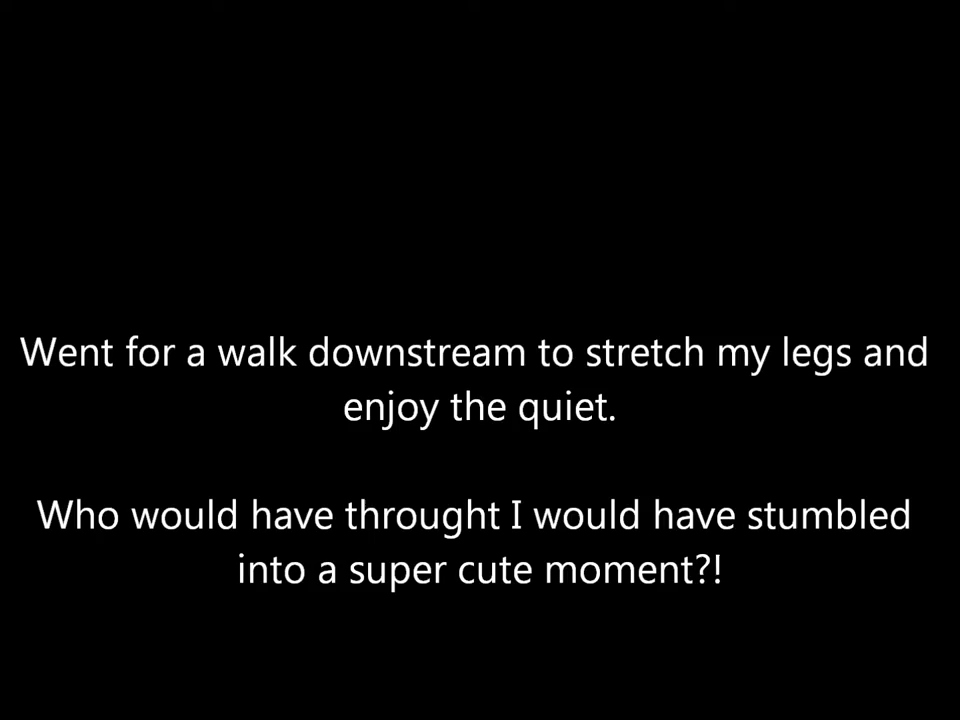 Went for a walk downstream to stretch my legs and
enjoy the quiet.
Who would have throught I would have stumbled
into a super cute moment?!